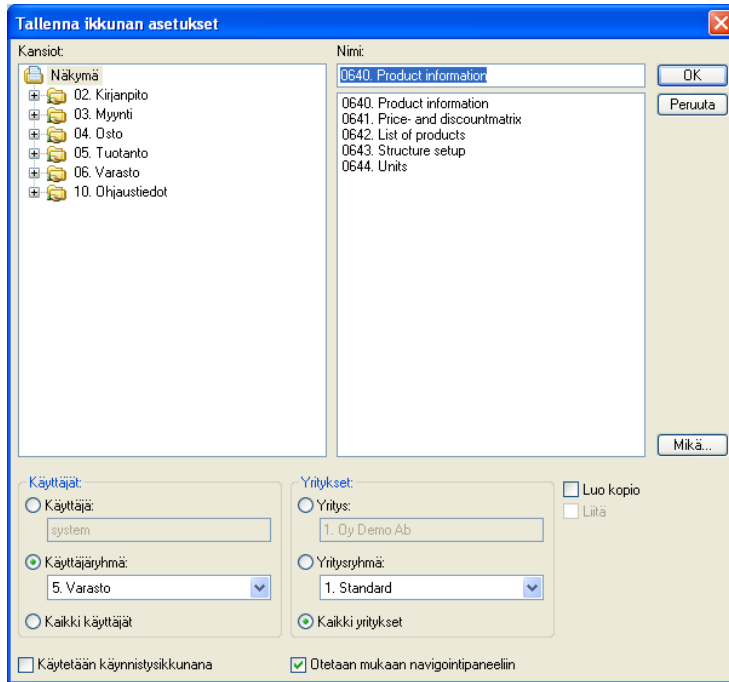 Tallenna ikkunan asetukset
Kansiot:
Näkymä
02. Kirjanpito
03. Myynti
04. Osto
05. Tuotanto
06. Varasto
10. Ohjaustiedot
Nimi:
0640. Product information
0640. Product information
0641. Price- and discountmatrix
0642. List of products
0643. Structure setup
0644. Units
OK
Peruuta
Mikä...
Käyttäjät:
Käyttäjä:
system
Käyttäjäryhmä:
5. Varasto
Kaikki käyttäjät
Yritykset:
Yritys:
1. Oy Demo Ab
Yritysryhmä:
1. Standard
Kaikki yritykset
Luo kopio
Liitä
Käytetään käynnistysikkunana
Otetaan mukaan navigointipaneeliin